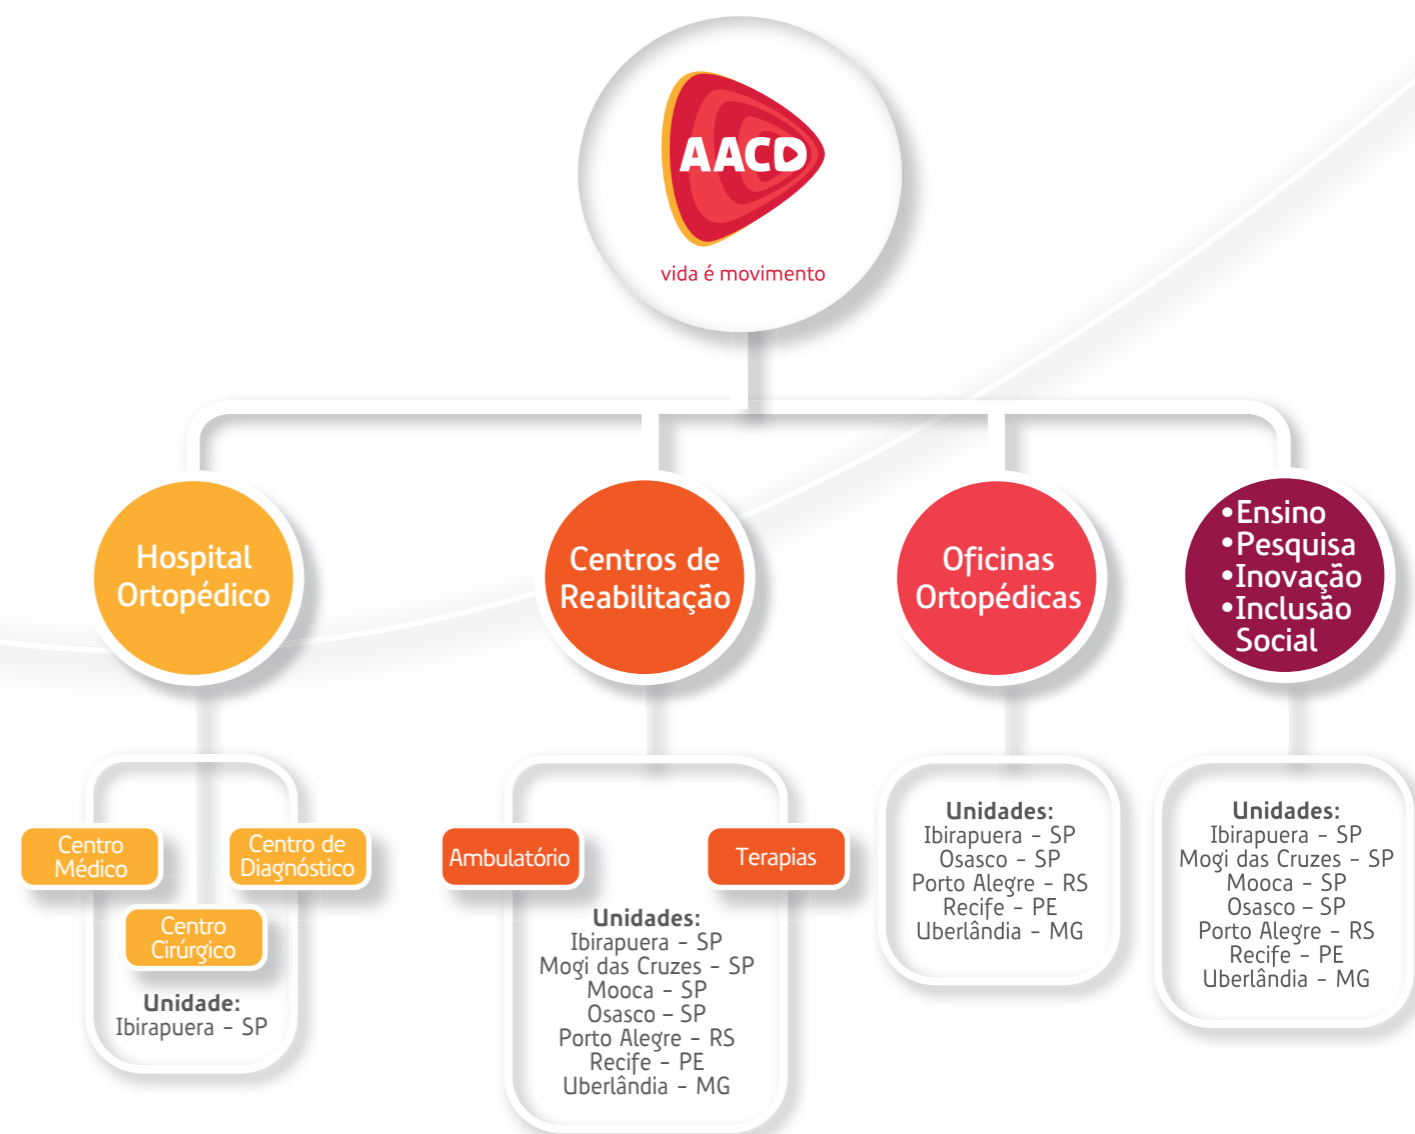 AACD
vida é movimento
Hospital
Ortopédico
Centro
Médico
Centro de
Diagnóstico
Centro
Cirúrgico
Unidade:
Ibirapuera - SP
Centros de
Reabilitação
Ambulatório
Terapias
Unidades:
Ibirapuera - SP
Mogi das Cruzes - SP
Mooca - SP
Osasco – SP
Porto Alegre - RS
Recife - PE
Uberlândia - MG
Oficinas
Ortopédicas
Unidades:
Ibirapuera - SP
Osasco - SP
Porto Alegre - RS
Recife - PE
Uberlândia - MG
•Ensino
•Pesquisa
•Inovação
•Inclusão
Social
Unidades:
Ibirapuera - SP
Mogi das Cruzes - SP
Mooca - SP
Osasco – SP
Porto Alegre - RS
Recife - PE
Uberlândia - MG